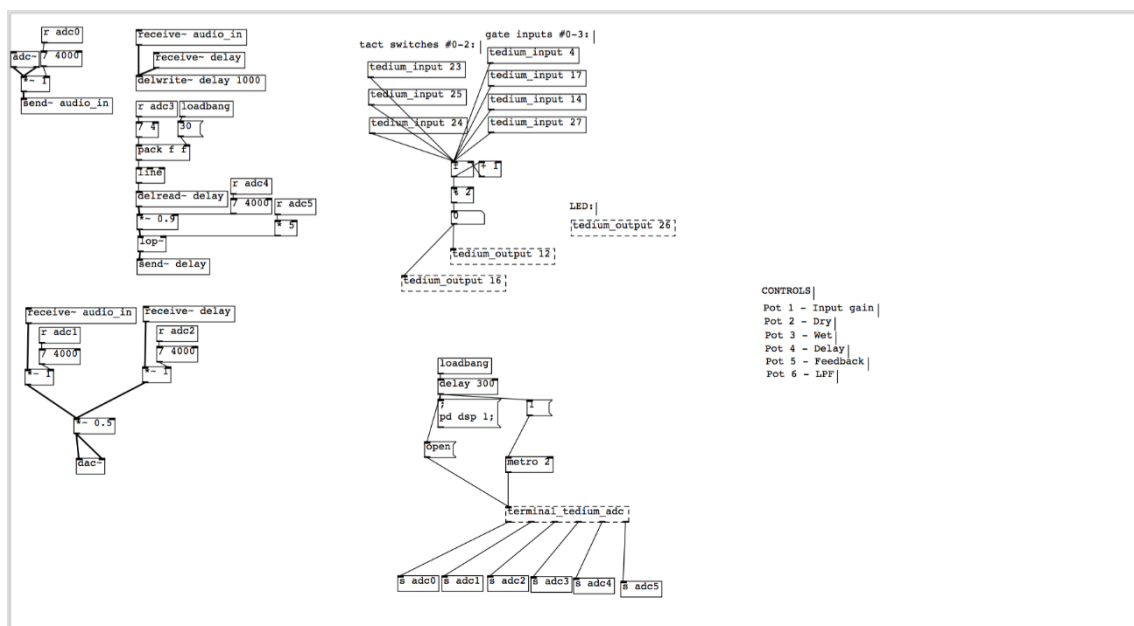 r adc0
adc~
/ 4000
*~ 1
send~ audio_in
receive~ audio_in
receive~ delay
delwrite~ delay 1000
r adc3
loadbang
/ 4
30
pack f f
line
delread~ delay
r adc4
/ 4000
r adc5
*~ 0.9
* 5
lop~
send~ delay
receive~ audio_in
receive~ delay
r adc1
r adc2
/ 4000
/ 4000
*~ 1
*~ 1
*~ 0.5
dac~
tact switches #0-2:
gate inputs #0-3:
tedium_input 23
tedium_input 25
tedium_input 24
tedium_input 4
tedium_input 17
tedium_input 14
tedium_input 27
f
+ 1
% 2
0
tedium_output 12
tedium_output 16
LED:
tedium_output 26
loadbang
delay 300
;
pd dsp 1;
1
open
metro 2
terminal_tedium_adc
s adc0
s adc1
s adc2
s adc3
s adc4
s adc5
CONTROLS
Pot 1 - Input gain
Pot 2 - Dry
Pot 3 - Wet
Pot 4 - Delay
Pot 5 - Feedback
Pot 6 - LPF